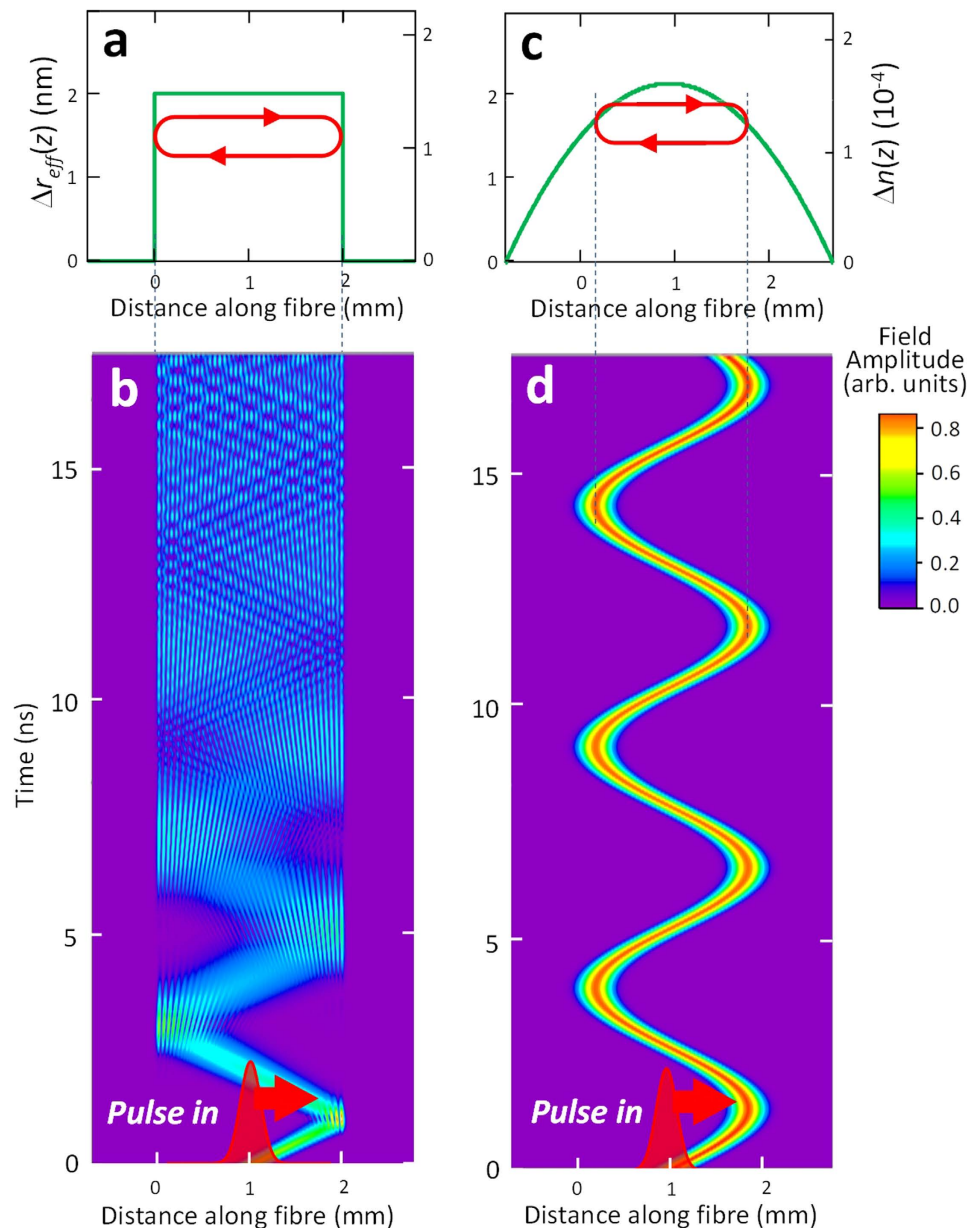 a
Δr_eff(z) (nm)
2
1
0
2
1
0
0 1 2
Distance along fibre (mm)
c
2
1
0
Δn(z) (10⁻⁴)
0 1 2
Distance along fibre (mm)
b
Time (ns)
15
10
5
0
Pulse in
0 1 2
Distance along fibre (mm)
d
15
10
5
0
Pulse in
0 1 2
Distance along fibre (mm)
Field
Amplitude
(arb. units)
0.8
0.6
0.4
0.2
0.0